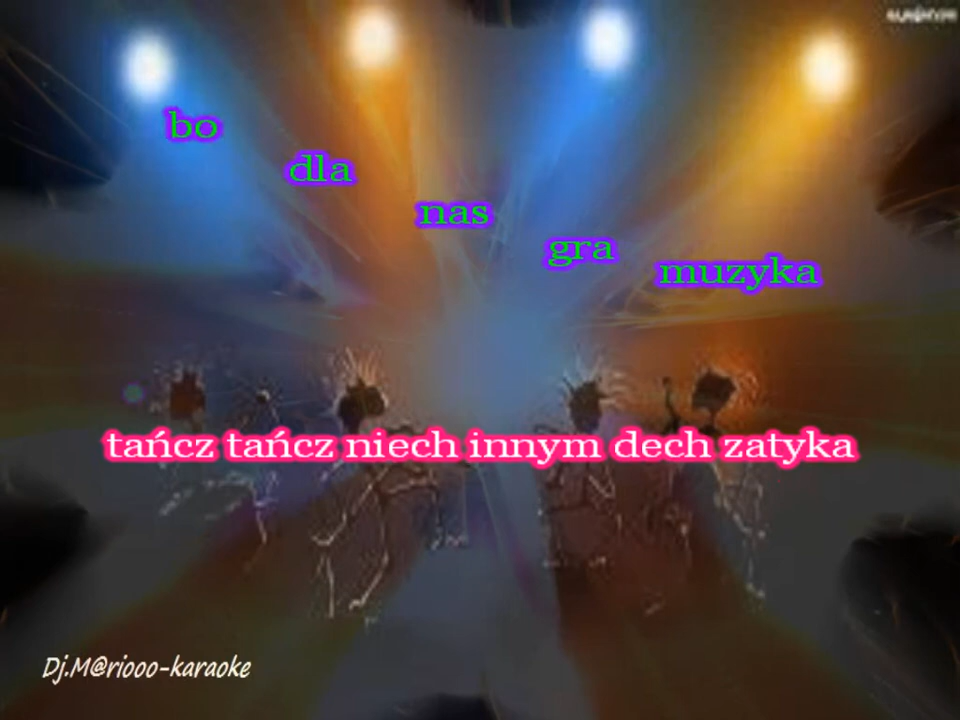 bo dla nas gra muzyka
tańcz tańcz niech innym dech zatyka
Dj.M@riooo-karaoke